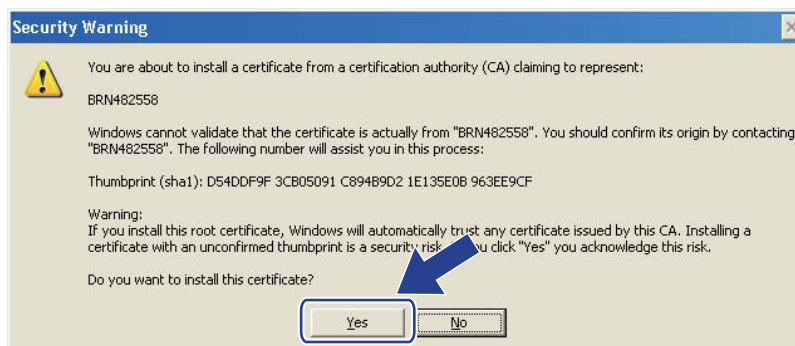 Security Warning
You are about to install a certificate from a certification authority (CA) claiming to represent:
BRN482558
Windows cannot validate that the certificate is actually from "BRN482558". You should confirm its origin by contacting
"BRN482558". The following number will assist you in this process:
Thumbprint (sha1): D54DDF9F 3CB05091 C894B9D2 1E135E0B 963EE9CF
Warning:
If you install this root certificate, Windows will automatically trust any certificate issued by this CA. Installing a
certificate with an unconfirmed thumbprint is a security risk. you click "Yes" you acknowledge this risk.
Do you want to install this certificate?
Yes No